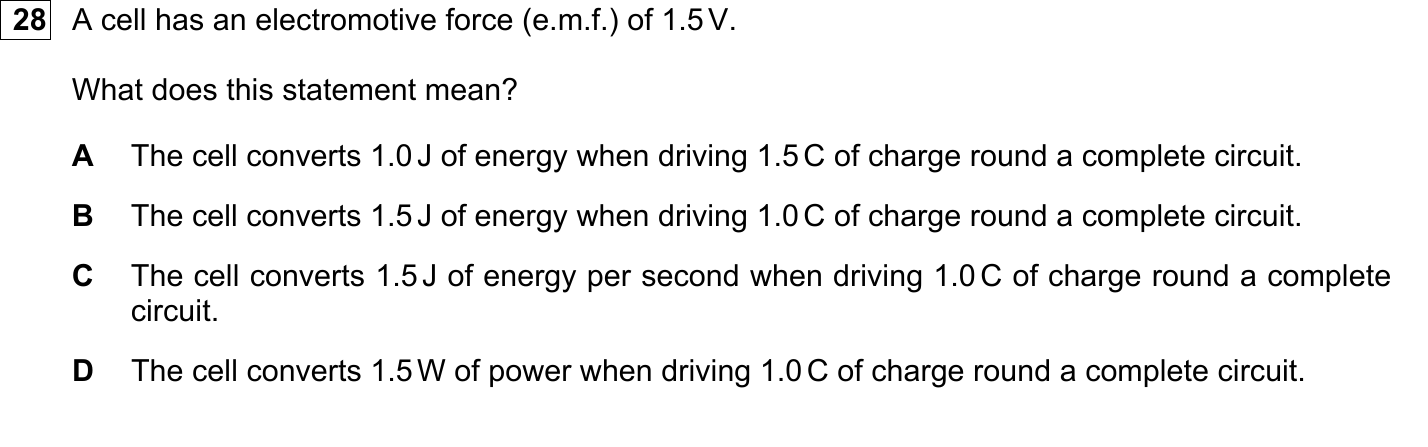 28 A cell has an electromotive force (e.m.f.) of 1.5 V.
What does this statement mean?
A The cell converts 1.0 J of energy when driving 1.5 C of charge round a complete circuit.
B The cell converts 1.5 J of energy when driving 1.0 C of charge round a complete circuit.
C The cell converts 1.5 J of energy per second when driving 1.0 C of charge round a complete
circuit.
D The cell converts 1.5 W of power when driving 1.0 C of charge round a complete circuit.